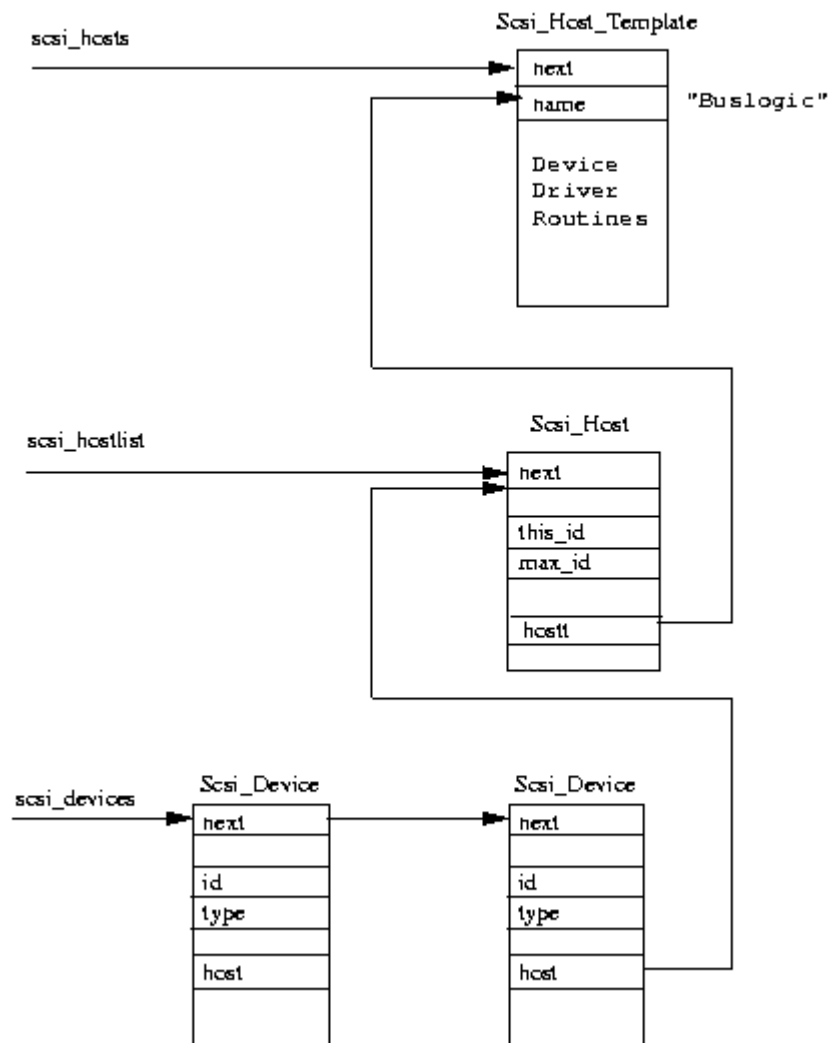 Scsi_Host_Template
scsi_hosts
next
name
"Buslogic"
Device
Driver
Routines
Scsi_Host
scsi_hostlist
next
this_id
max_id
hostt
Scsi_Device
Scsi_Device
scsi_devices
next
next
id
id
type
type
host
host